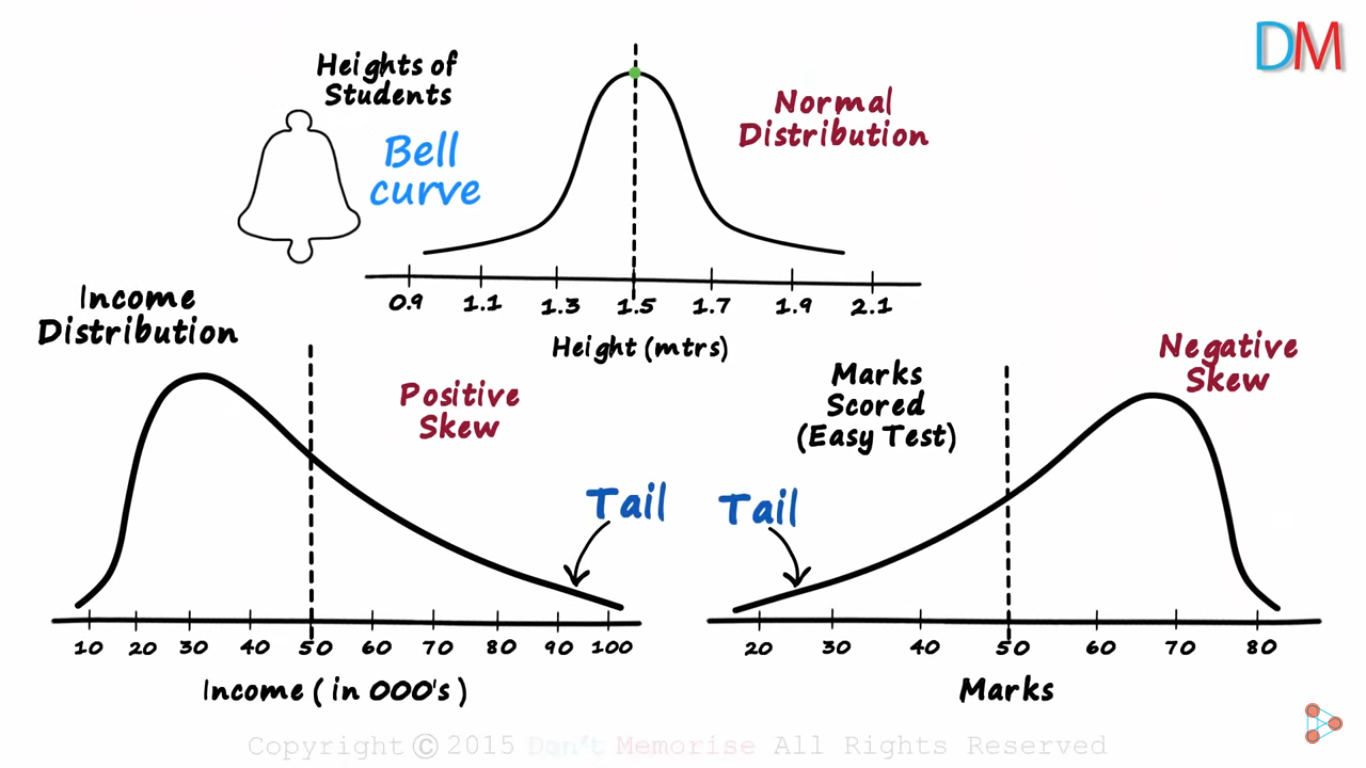 DM
Heights of
Students
Bell
curve
Normal
Distribution
0.9 1.1 1.3 1.5 1.7 1.9 2.1
Height (mtrs)
Income
Distribution
Positive
Skew
Tail
10 20 30 40 50 60 70 80 90 100
Income ( in 000's )
Marks
Scored
(Easy Test)
Negative
Skew
Tail
20 30 40 50 60 70 80
Marks
Copyright © 2015 Don't Memorise All Rights Reserved